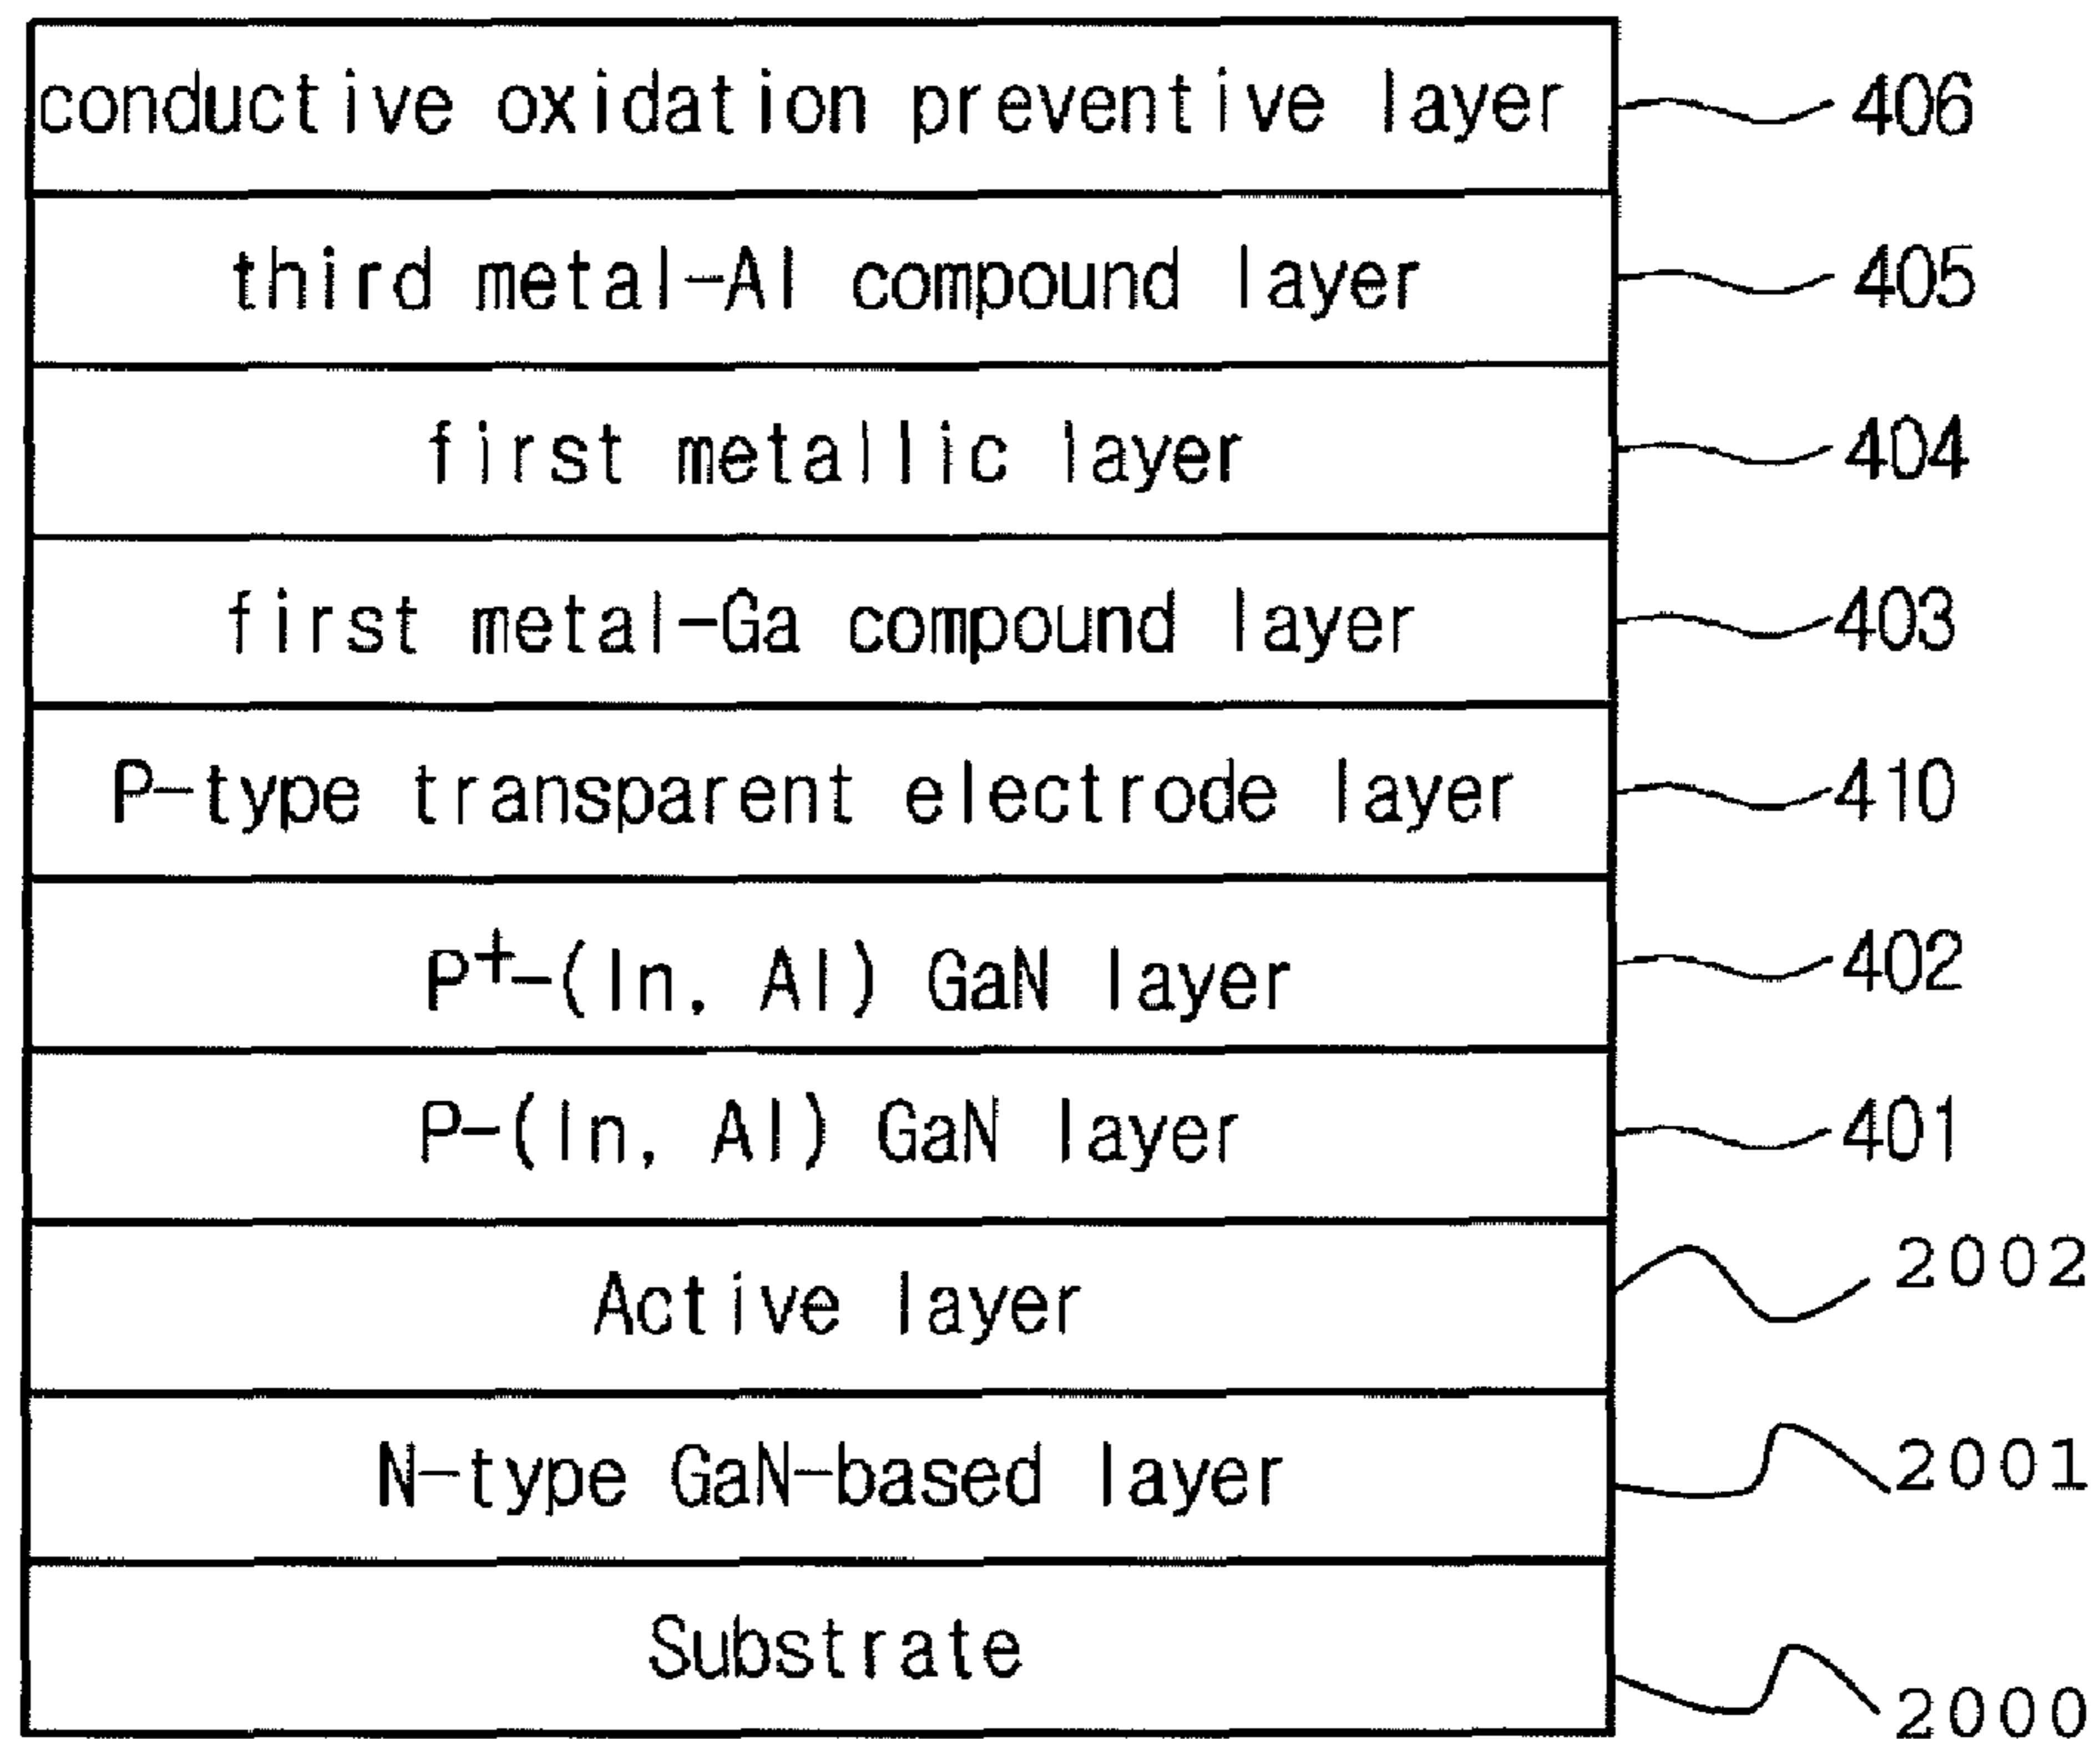 conductive oxidation preventive layer 406
third metal-Al compound layer 405
first metallic layer 404
first metal-Ga compound layer 403
P-type transparent electrode layer 410
P+-(In, Al) GaN layer 402
P-(In, Al) GaN layer 401
Active layer 2002
N-type GaN-based layer 2001
Substrate 2000